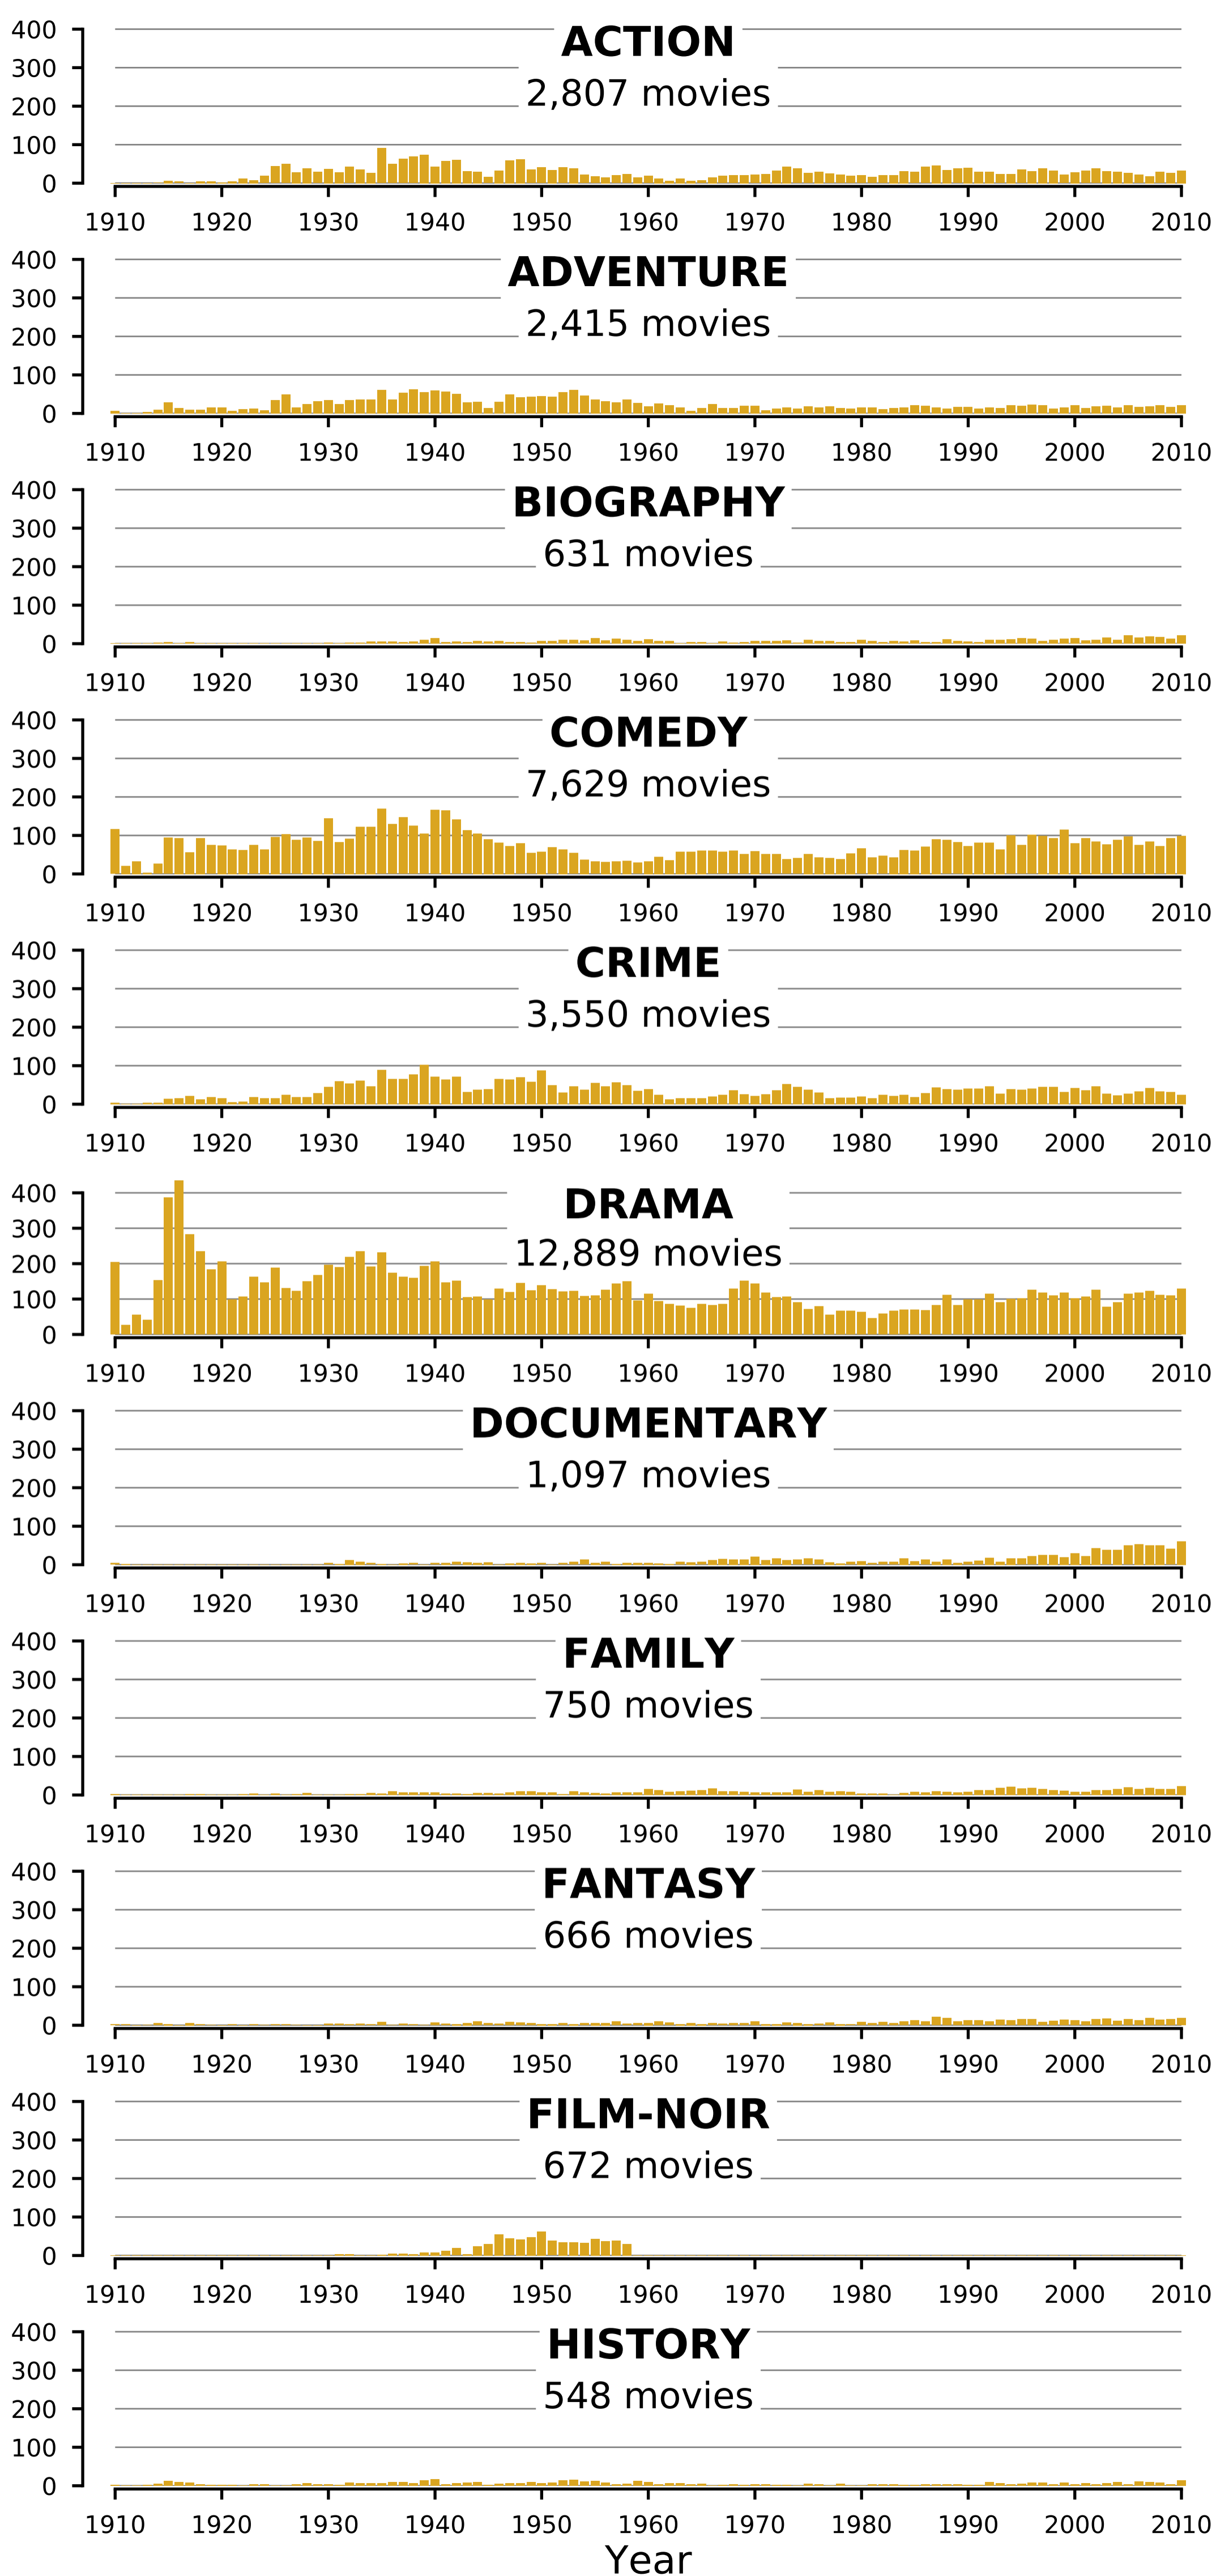 400
ACTION
300
2,807 movies
200
100
0
1910 1920 1930 1940 1950 1960 1970 1980 1990 2000 2010
400
ADVENTURE
300
2,415 movies
200
100
0
1910 1920 1930 1940 1950 1960 1970 1980 1990 2000 2010
400
BIOGRAPHY
300
631 movies
200
100
0
1910 1920 1930 1940 1950 1960 1970 1980 1990 2000 2010
400
COMEDY
300
7,629 movies
200
100
0
1910 1920 1930 1940 1950 1960 1970 1980 1990 2000 2010
400
CRIME
300
3,550 movies
200
100
0
1910 1920 1930 1940 1950 1960 1970 1980 1990 2000 2010
400
DRAMA
300
12,889 movies
200
100
0
1910 1920 1930 1940 1950 1960 1970 1980 1990 2000 2010
400
DOCUMENTARY
300
1,097 movies
200
100
0
1910 1920 1930 1940 1950 1960 1970 1980 1990 2000 2010
400
FAMILY
300
750 movies
200
100
0
1910 1920 1930 1940 1950 1960 1970 1980 1990 2000 2010
400
FANTASY
300
666 movies
200
100
0
1910 1920 1930 1940 1950 1960 1970 1980 1990 2000 2010
400
FILM-NOIR
300
672 movies
200
100
0
1910 1920 1930 1940 1950 1960 1970 1980 1990 2000 2010
400
HISTORY
300
548 movies
200
100
0
1910 1920 1930 1940 1950 1960 1970 1980 1990 2000 2010
Year